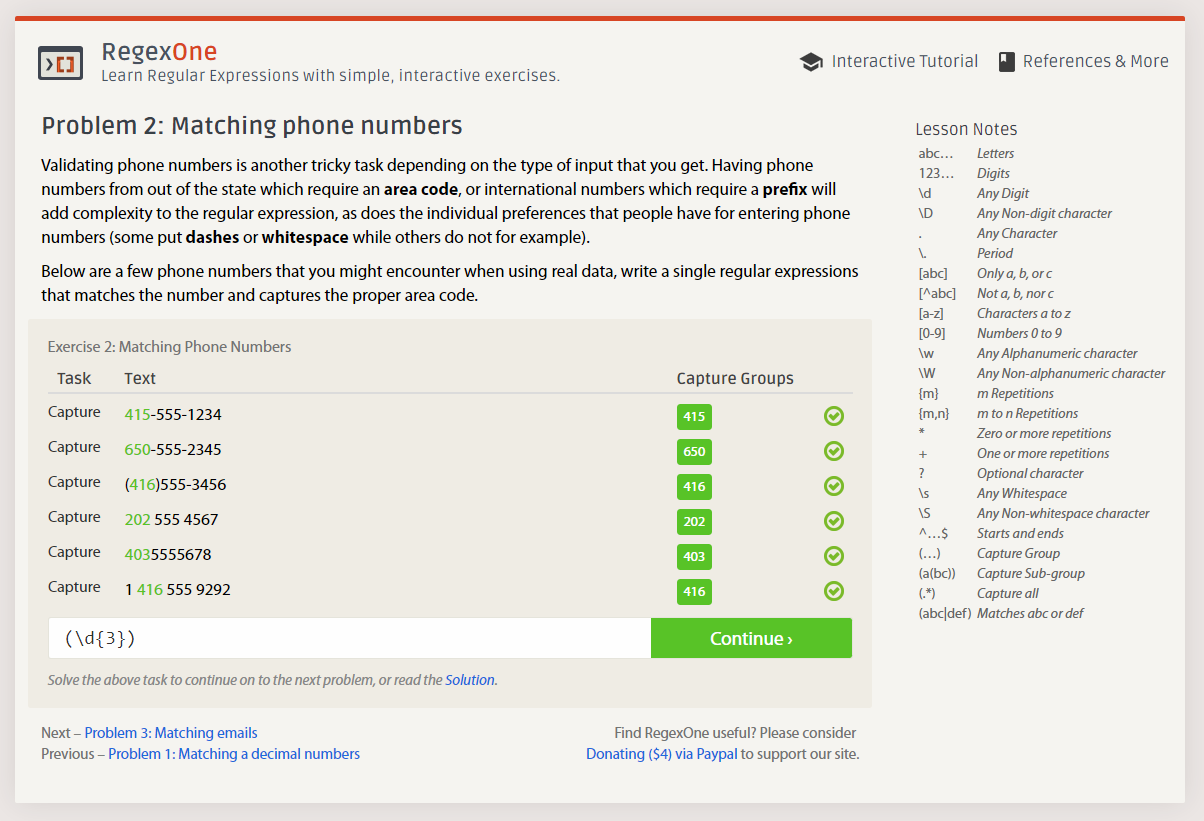 RegexOne
Learn Regular Expressions with simple, interactive exercises.
Interactive Tutorial
References & More
Problem 2: Matching phone numbers
Validating phone numbers is another tricky task depending on the type of input that you get. Having phone
numbers from out of the state which require an area code, or international numbers which require a prefix will
add complexity to the regular expression, as does the individual preferences that people have for entering phone
numbers (some put dashes or whitespace while others do not for example).
Below are a few phone numbers that you might encounter when using real data, write a single regular expressions
that matches the number and captures the proper area code.
Exercise 2: Matching Phone Numbers
Task Text Capture Groups
Capture 415-555-1234 415
Capture 650-555-2345 650
Capture (416)555-3456 416
Capture 202 555 4567 202
Capture 4035555678 403
Capture 1 416 555 9292 416
(\d{3})
Continue ›
Solve the above task to continue on to the next problem, or read the Solution.
Next – Problem 3: Matching emails
Previous – Problem 1: Matching a decimal numbers
Find RegexOne useful? Please consider
Donating ($4) via Paypal to support our site.
Lesson Notes
abc… Letters
123… Digits
\d Any Digit
\D Any Non-digit character
. Any Character
\. Period
[abc] Only a, b, or c
[^abc] Not a, b, nor c
[a-z] Characters a to z
[0-9] Numbers 0 to 9
\w Any Alphanumeric character
\W Any Non-alphanumeric character
{m} m Repetitions
{m,n} m to n Repetitions
* Zero or more repetitions
+ One or more repetitions
? Optional character
\s Any Whitespace
\S Any Non-whitespace character
^…$ Starts and ends
(…) Capture Group
(a(bc)) Capture Sub-group
(.*) Capture all
(abc|def) Matches abc or def